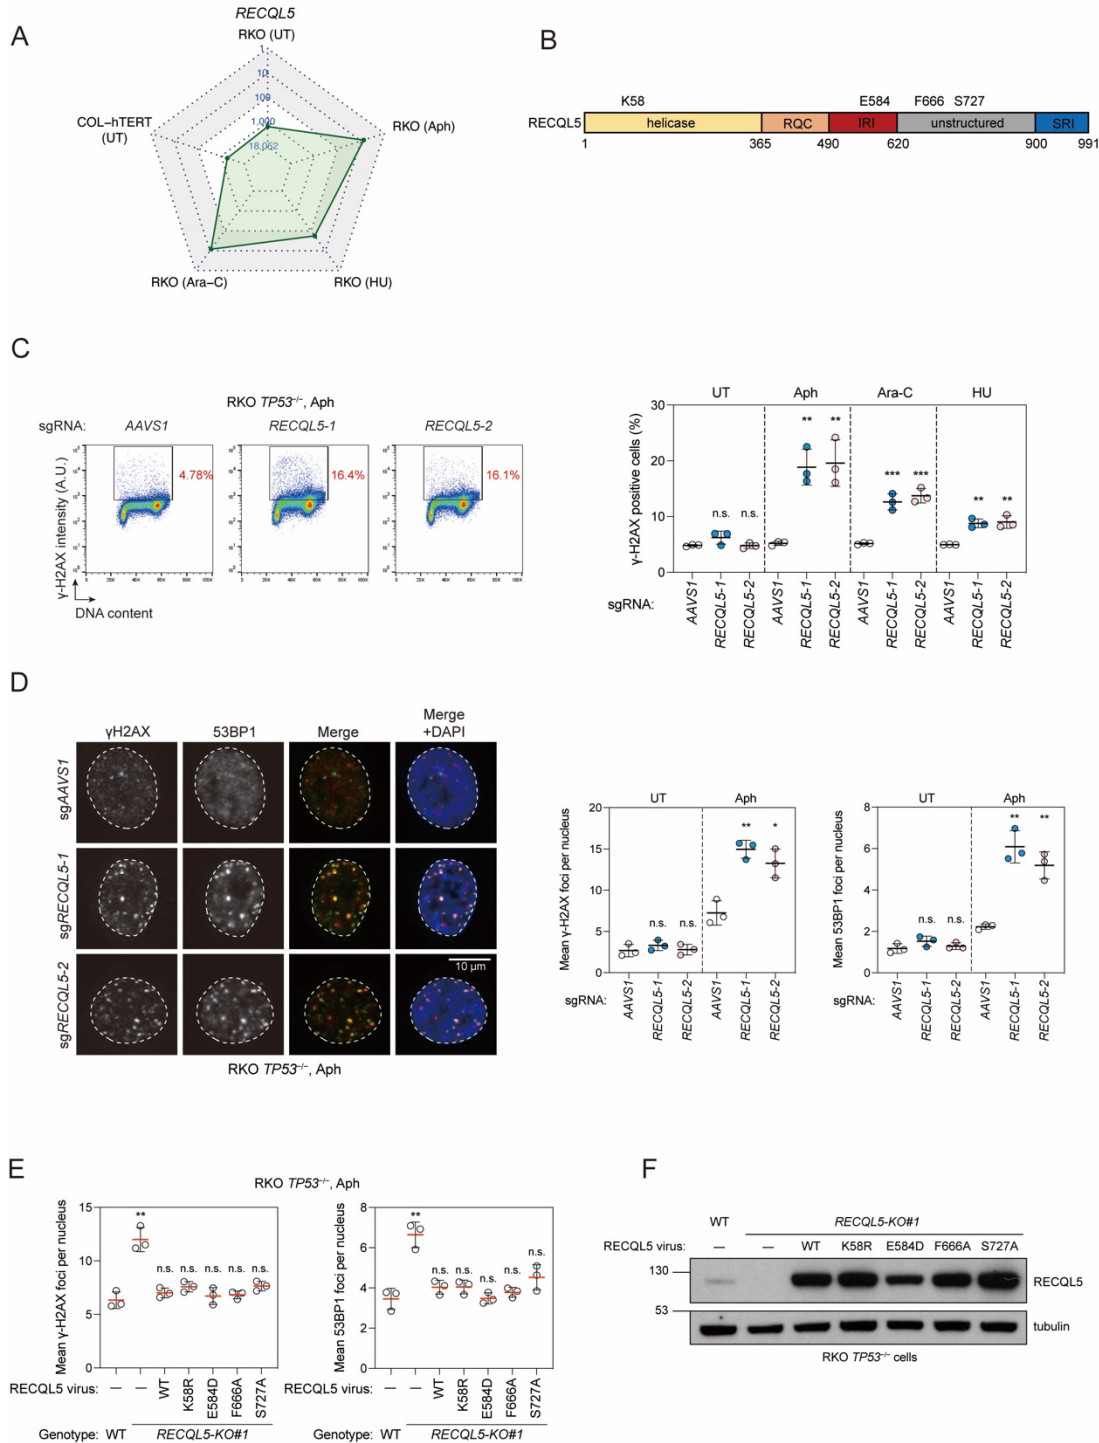 A
RECQL5
RKO (UT)
1
10
100
1,000
18,052
COL–hTERT
(UT)
RKO (Aph)
RKO (Ara–C)
RKO (HU)
B
K58
E584
F666
S727
RECQL5
helicase
RQC
IRI
unstructured
SRI
1
365
490
620
900
991
C
RKO TP53–/–, Aph
sgRNA:
AAVS1
RECQL5-1
RECQL5-2
4.78%
16.4%
16.1%
γ-H2AX intensity (A.U.)
DNA content
UT
Aph
Ara-C
HU
γ-H2AX positive cells (%)
30
20
10
0
n.s.
n.s.
**
**
***
***
**
**
sgRNA:
AAVS1
RECQL5-1
RECQL5-2
AAVS1
RECQL5-1
RECQL5-2
AAVS1
RECQL5-1
RECQL5-2
AAVS1
RECQL5-1
RECQL5-2
D
γH2AX
53BP1
Merge
Merge
+DAPI
sgAAVS1
sgRECQL5-1
sgRECQL5-2
10 μm
RKO TP53–/–, Aph
UT
Aph
Mean γ-H2AX foci per nucleus
20
15
10
5
0
n.s.
n.s.
**
*
sgRNA:
AAVS1
RECQL5-1
RECQL5-2
AAVS1
RECQL5-1
RECQL5-2
UT
Aph
Mean 53BP1 foci per nucleus
8
6
4
2
0
n.s.
n.s.
**
**
sgRNA:
AAVS1
RECQL5-1
RECQL5-2
AAVS1
RECQL5-1
RECQL5-2
E
RKO TP53–/–, Aph
Mean γ-H2AX foci per nucleus
15
10
5
0
**
n.s.
n.s.
n.s.
n.s.
n.s.
RECQL5 virus:
—
—
WT
K58R
E584D
F666A
S727A
Genotype:
WT
RECQL5-KO#1
Mean 53BP1 foci per nucleus
8
6
4
2
0
**
n.s.
n.s.
n.s.
n.s.
n.s.
RECQL5 virus:
—
—
WT
K58R
E584D
F666A
S727A
Genotype:
WT
RECQL5-KO#1
F
WT
RECQL5-KO#1
RECQL5 virus:
—
—
WT
K58R
E584D
F666A
S727A
130
RECQL5
53
tubulin
RKO TP53–/– cells